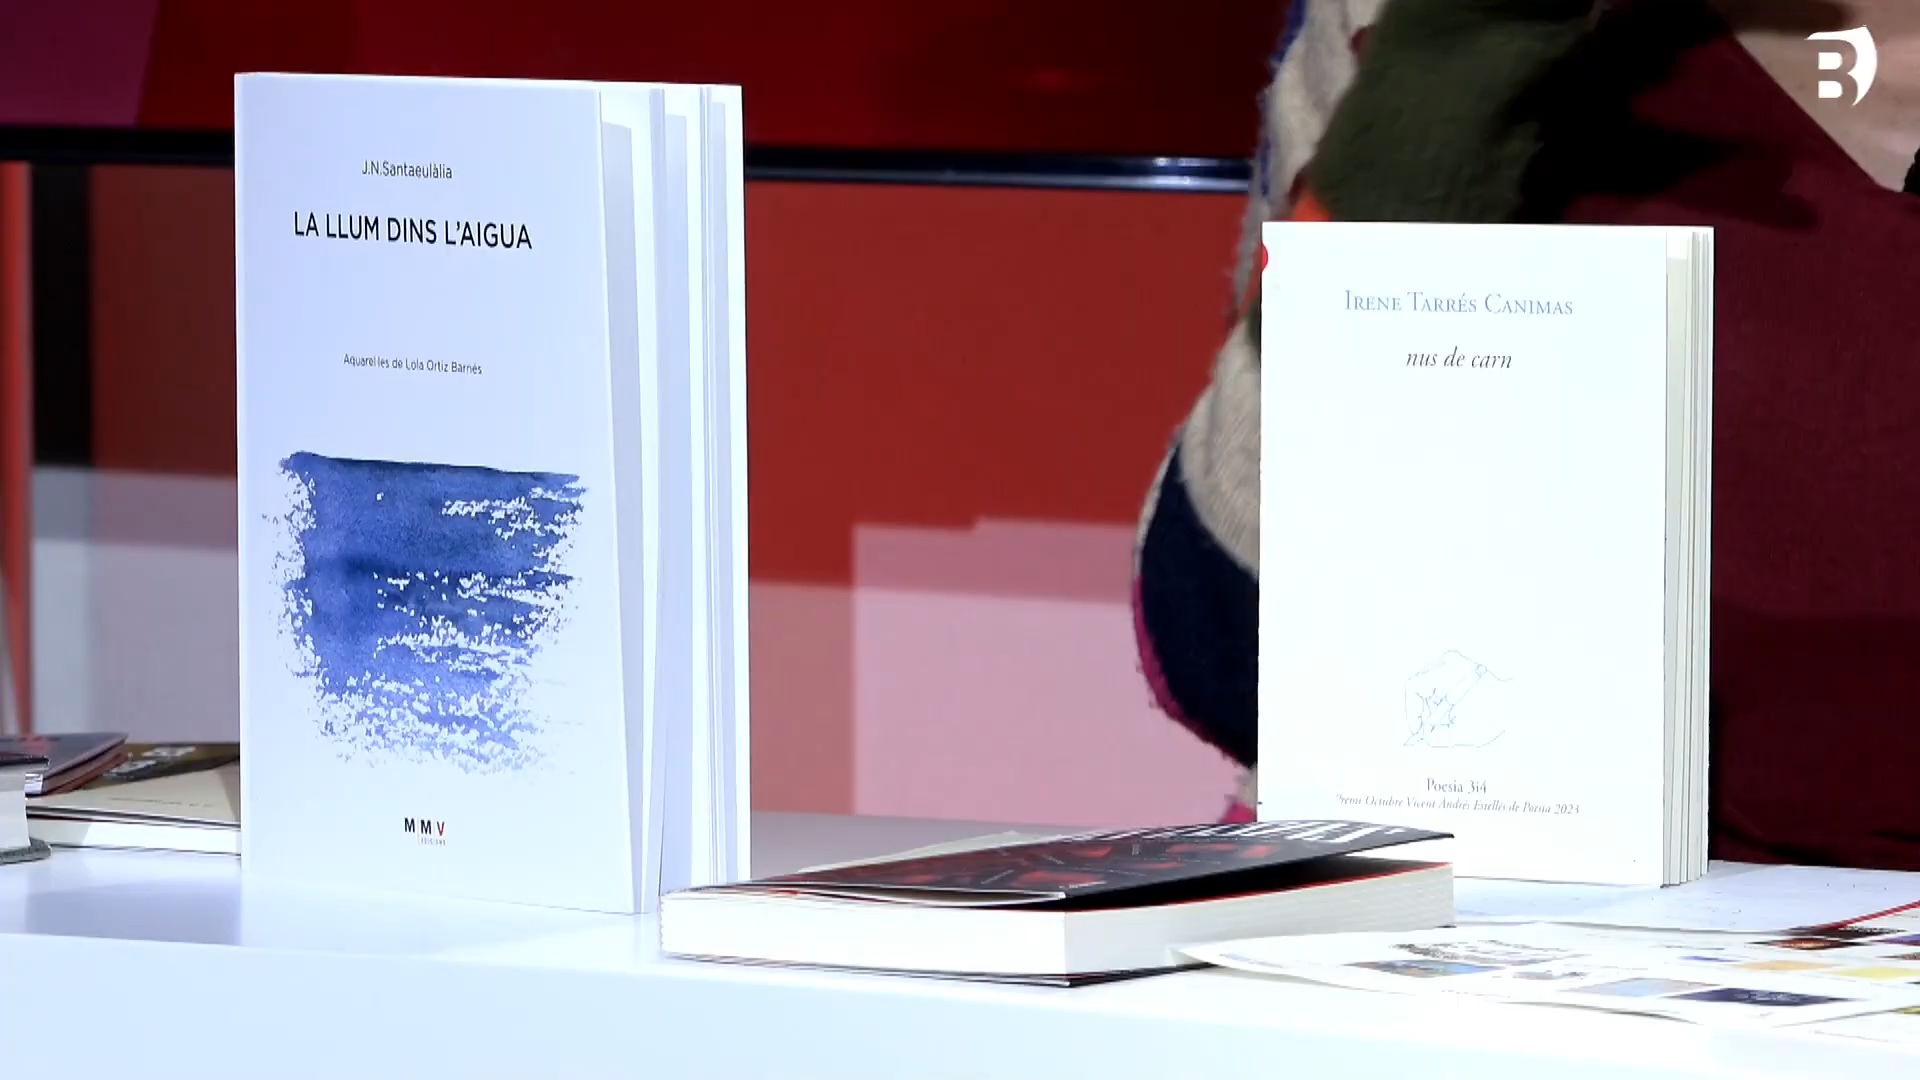 J.N.Santaeulàlia
LA LLUM DINS L'AIGUA
Aquarel·les de Lola Ortiz Barnés
MMV
EDICIONS
IRENE TARRÉS CANIMAS
nus de carn
Poesia 3i4
Premi Octubre Vicent Andrés Estellés de Poesia 2023
B